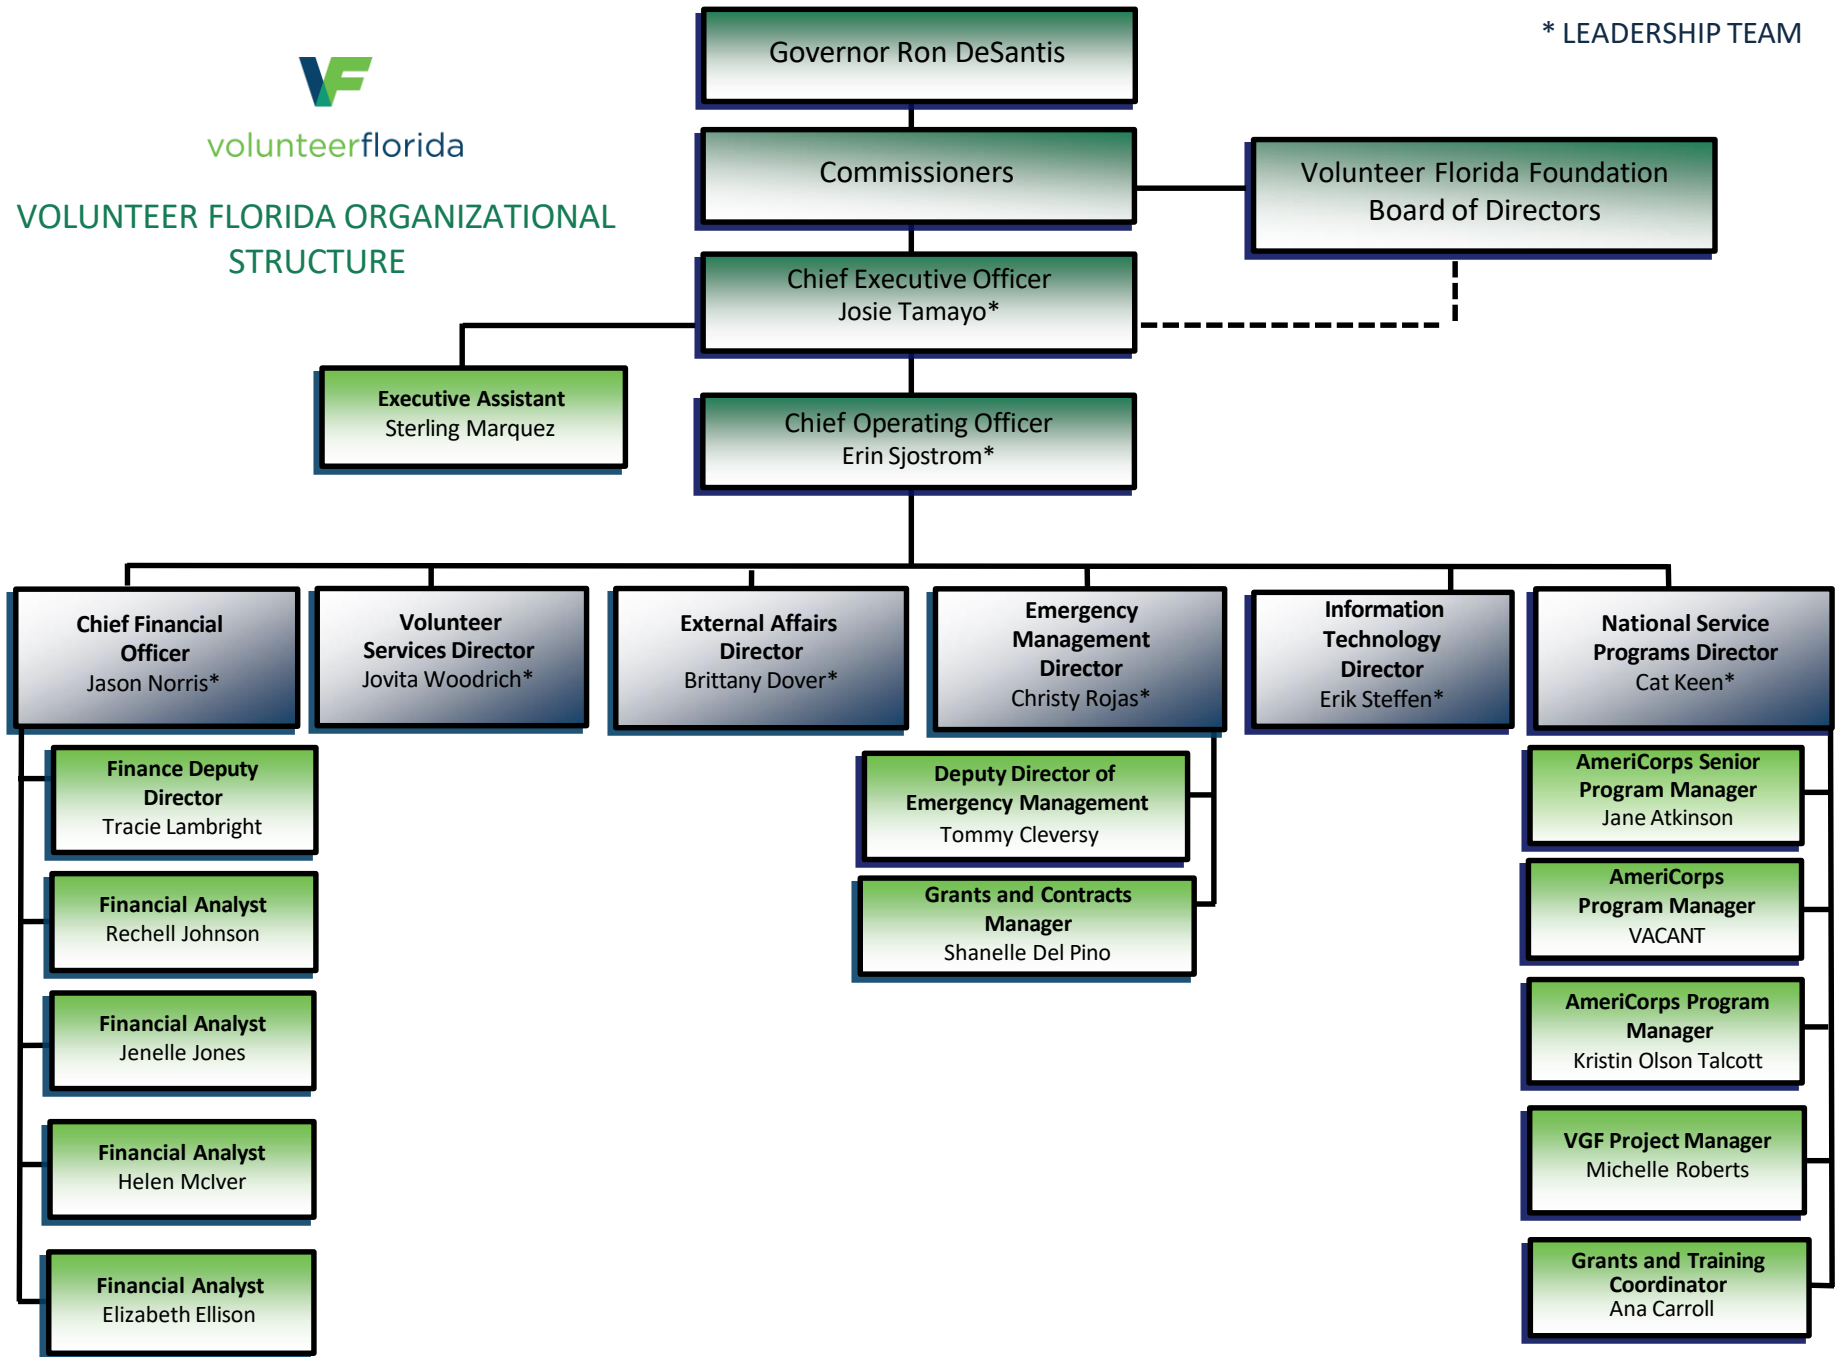 Governor Ron DeSantis
* LEADERSHIP TEAM
VF
volunteerflorida
VOLUNTEER FLORIDA ORGANIZATIONAL
STRUCTURE
Commissioners
Volunteer Florida Foundation
Board of Directors
Chief Executive Officer
Josie Tamayo*
Executive Assistant
Sterling Marquez
Chief Operating Officer
Erin Sjostrom*
Chief Financial
Officer
Jason Norris*
Volunteer
Services Director
Jovita Woodrich*
External Affairs
Director
Brittany Dover*
Emergency
Management
Director
Christy Rojas*
Information
Technology
Director
Erik Steffen*
National Service
Programs Director
Cat Keen*
Finance Deputy
Director
Tracie Lambright
Financial Analyst
Rechell Johnson
Financial Analyst
Jenelle Jones
Financial Analyst
Helen McIver
Financial Analyst
Elizabeth Ellison
Deputy Director of
Emergency Management
Tommy Cleversy
Grants and Contracts
Manager
Shanelle Del Pino
AmeriCorps Senior
Program Manager
Jane Atkinson
AmeriCorps
Program Manager
VACANT
AmeriCorps Program
Manager
Kristin Olson Talcott
VGF Project Manager
Michelle Roberts
Grants and Training
Coordinator
Ana Carroll